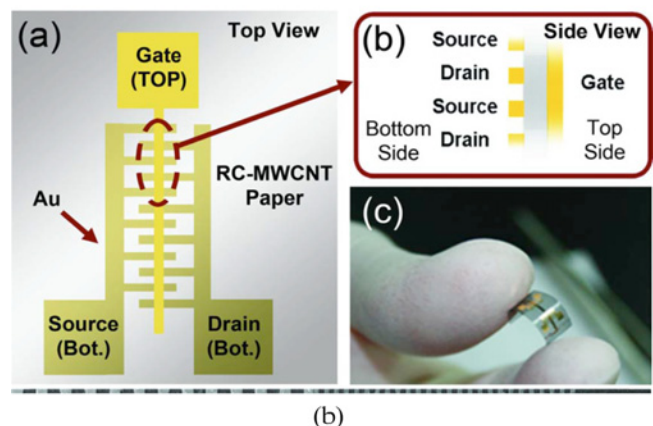 (a)
Top View
Gate
(TOP)
RC-MWCNT
Paper
Au
Source
(Bot.)
Drain
(Bot.)
(b)
Side View
Source
Drain
Source
Drain
Gate
Bottom
Side
Top
Side
(c)
(b)